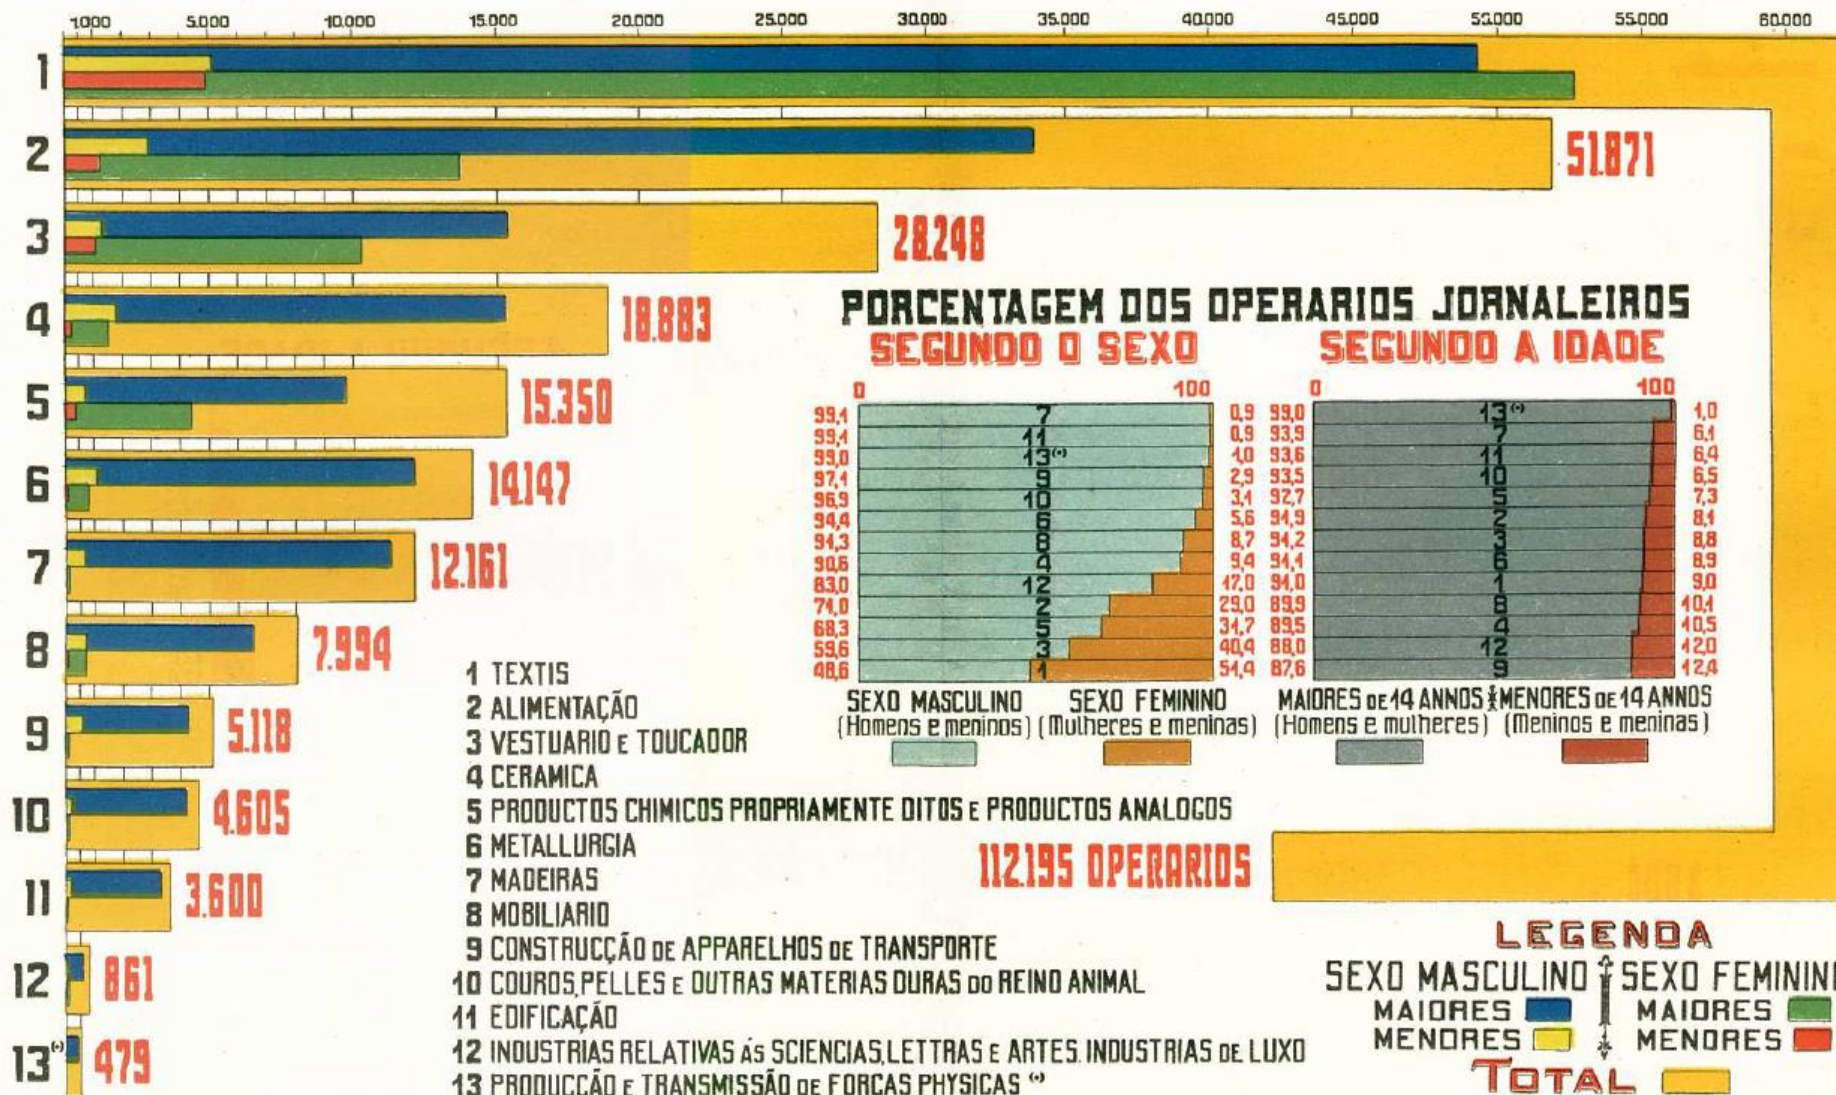 1.000 5.000 10.000 15.000 20.000 25.000 30.000 35.000 40.000 45.000 50.000 55.000 60.000
1
2 51.871
3 28.248
4 18.883
5 15.350
6 14.147
7 12.161
8 7.994
9 5.118
10 4.605
11 3.600
12 861
13(•) 479
PORCENTAGEM DOS OPERARIOS JORNALEIROS
SEGUNDO O SEXO
0 100
99,1 7 0,9
99,1 11 0,9
99,0 13(•) 1,0
97,1 9 2,9
96,9 10 3,1
94,4 6 5,6
91,3 8 8,7
90,6 4 9,4
83,0 12 17,0
71,0 2 29,0
68,3 5 31,7
59,6 3 40,4
48,6 1 51,4
SEXO MASCULINO SEXO FEMININO
(Homens e meninos) (Mulheres e meninas)
SEGUNDO A IDADE
0 100
99,0 13(•) 1,0
93,9 7 6,1
93,6 11 6,4
93,5 10 6,5
92,7 5 7,3
91,9 2 8,1
91,2 3 8,8
91,1 6 8,9
91,0 1 9,0
89,9 8 10,1
89,5 4 10,5
88,0 12 12,0
87,6 9 12,4
MAIORES DE 14 ANNOS MENORES DE 14 ANNOS
(Homens e mulheres) (Meninos e meninas)
1 TEXTIS
2 ALIMENTAÇÃO
3 VESTUARIO E TOUCADOR
4 CERAMICA
5 PRODUCTOS CHIMICOS PROPRIAMENTE DITOS E PRODUCTOS ANALOGOS
6 METALLURGIA
7 MADEIRAS
8 MOBILIARIO
9 CONSTRUCÇÃO DE APPARELHOS DE TRANSPORTE
10 COUROS, PELLES E OUTRAS MATERIAS DURAS DO REINO ANIMAL
11 EDIFICAÇÃO
12 INDUSTRIAS RELATIVAS ÁS SCIENCIAS, LETTRAS E ARTES. INDUSTRIAS DE LUXO
13 PRODUCÇÃO E TRANSMISSÃO DE FORCAS PHYSICAS (•)
112.195 OPERARIOS
LEGENDA
SEXO MASCULINO SEXO FEMININ
MAIORES MAIORES
MENORES MENORES
TOTAL